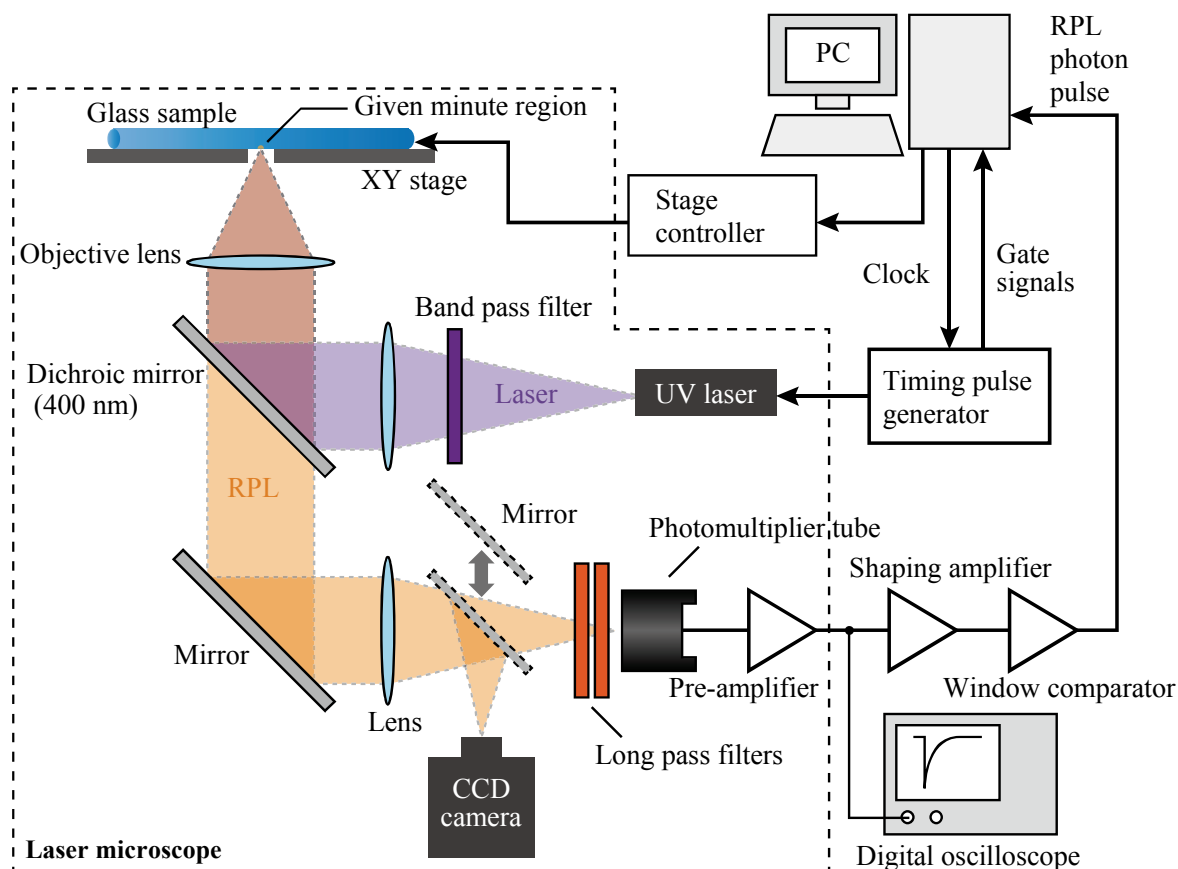 PC
RPL
photon
pulse
Glass sample
Given minute region
XY stage
Stage
controller
Objective lens
Clock
Gate
signals
Band pass filter
Dichroic mirror
(400 nm)
Laser
UV laser
Timing pulse
generator
RPL
Mirror
Photomultiplier tube
Shaping amplifier
Mirror
Lens
Pre-amplifier
Window comparator
Long pass filters
CCD
camera
Laser microscope
Digital oscilloscope